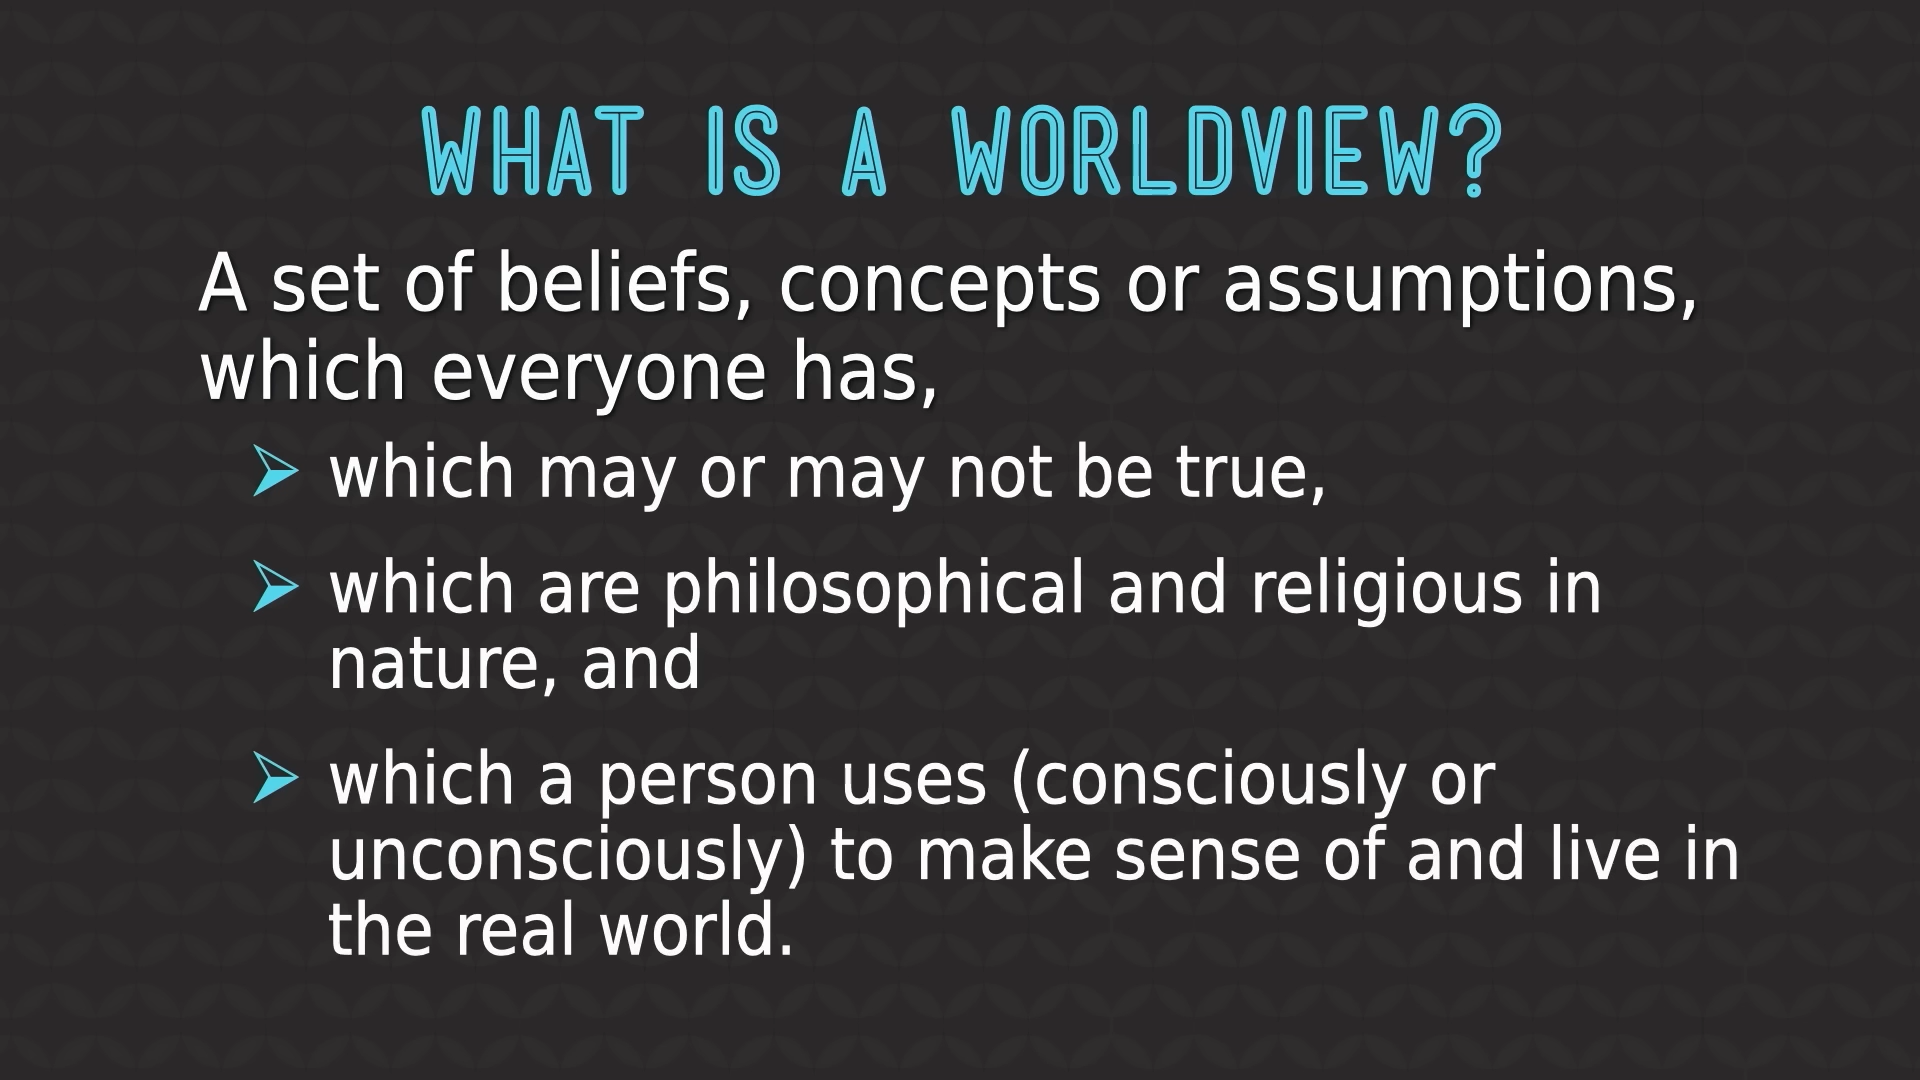 WHAT IS A WORLDVIEW?
A set of beliefs, concepts or assumptions,
which everyone has,
➢ which may or may not be true,
➢ which are philosophical and religious in
nature, and
➢ which a person uses (consciously or
unconsciously) to make sense of and live in
the real world.